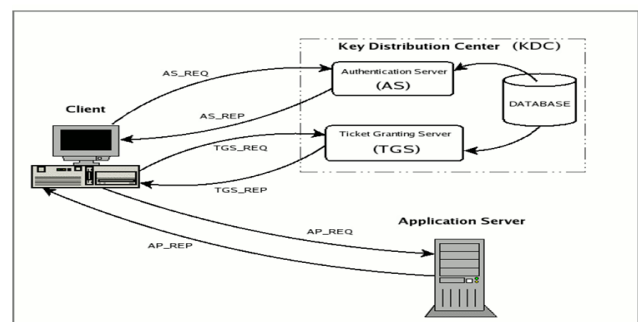 Key Distribution Center (KDC)
AS_REQ
Authentication Server
(AS)
Client
DATABASE
AS_REP
TGS_REQ
Ticket Granting Server
(TGS)
TGS_REP
Application Server
AP_REQ
AP_REP